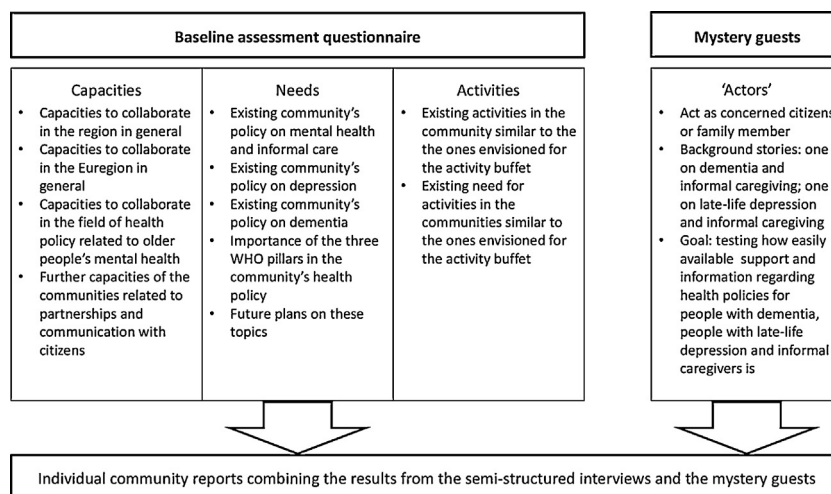 Baseline assessment questionnaire
Capacities
• Capacities to collaborate
in the region in general
• Capacities to collaborate
in the Euregion in
general
• Capacities to collaborate
in the field of health
policy related to older
people's mental health
• Further capacities of the
communities related to
partnerships and
communication with
citizens
Needs
• Existing community's
policy on mental health
and informal care
• Existing community's
policy on depression
• Existing community's
policy on dementia
• Importance of the three
WHO pillars in the
community's health
policy
• Future plans on these
topics
Activities
• Existing activities in the
community similar to the
the ones envisioned for
the activity buffet
• Existing need for
activities in the
communities similar to
the ones envisioned for
the activity buffet
Mystery guests
'Actors'
• Act as concerned citizens
or family member
• Background stories: one
on dementia and
informal caregiving; one
on late-life depression
and informal caregiving
• Goal: testing how easily
available support and
information regarding
health policies for
people with dementia,
people with late-life
depression and informal
caregivers is
Individual community reports combining the results from the semi-structured interviews and the mystery guests